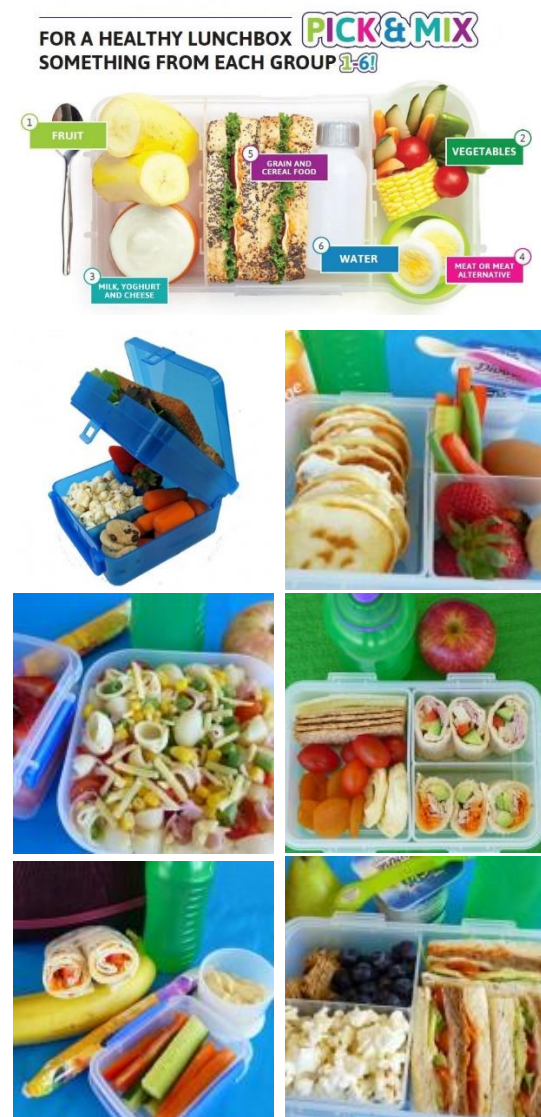 FOR A HEALTHY LUNCHBOX PICK & MIX
SOMETHING FROM EACH GROUP 1-6!
1
FRUIT
2
VEGETABLES
5
GRAIN AND
CEREAL FOOD
6
WATER
3
MILK, YOGHURT
AND CHEESE
4
MEAT OR MEAT
ALTERNATIVE